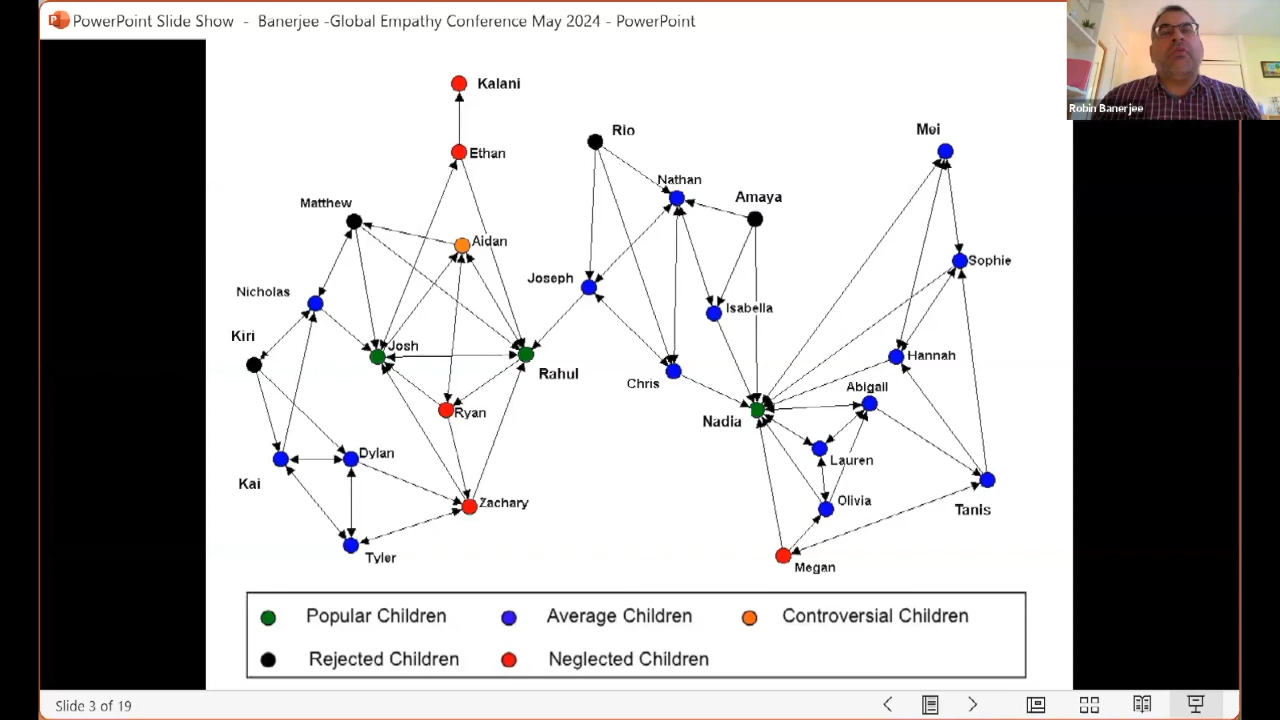 PowerPoint Slide Show - Banerjee -Global Empathy Conference May 2024 - PowerPoint
Robin Banerjee
Kalani
Ethan
Rio
Mei
Nathan
Amaya
Matthew
Aidan
Sophie
Joseph
Nicholas
Isabella
Kiri
Josh
Hannah
Rahul
Chris
Abigail
Ryan
Nadia
Dylan
Lauren
Kai
Olivia
Zachary
Tanis
Tyler
Megan
Popular Children
Average Children
Controversial Children
Rejected Children
Neglected Children
Slide 3 of 19